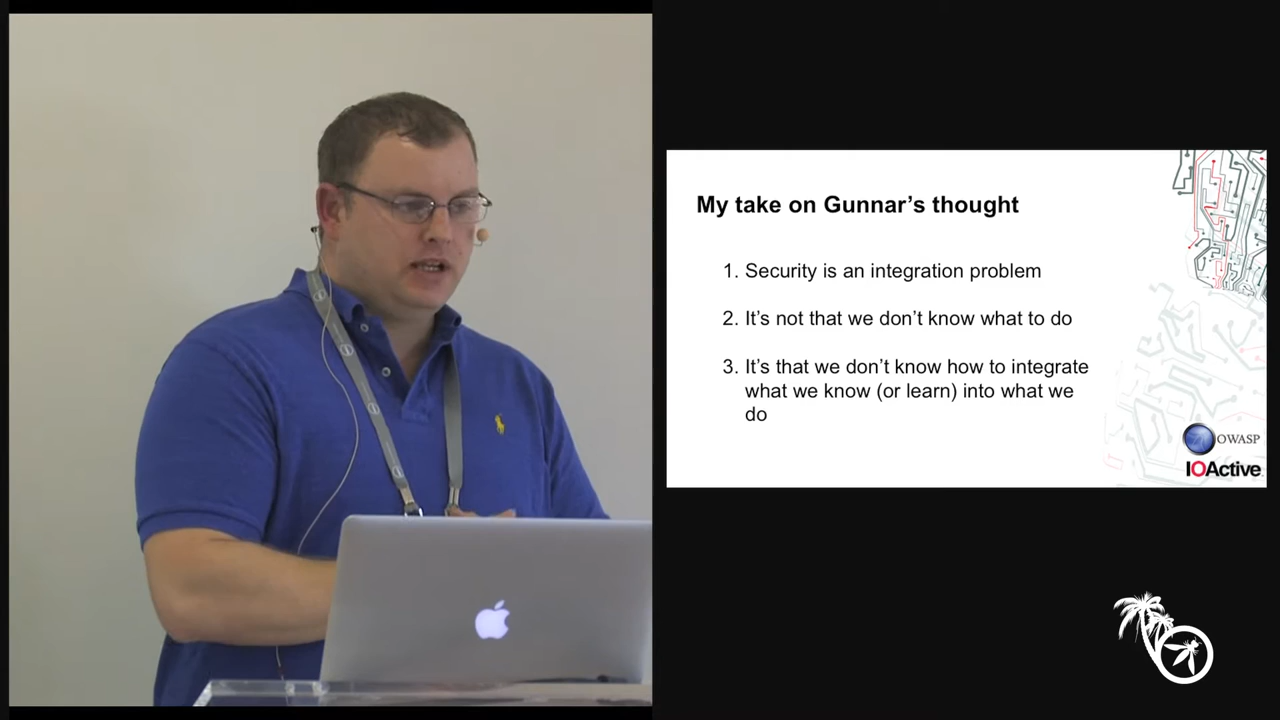 My take on Gunnar’s thought
1. Security is an integration problem
2. It’s not that we don’t know what to do
3. It’s that we don’t know how to integrate
what we know (or learn) into what we
do
OWASP
IOActive